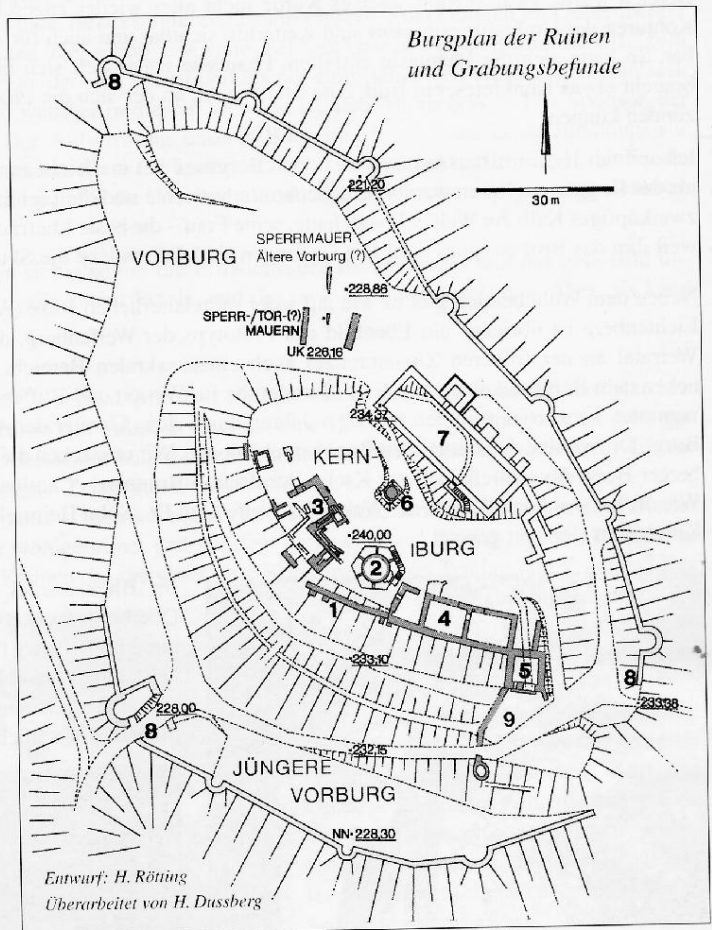 Burgplan der Ruinen
und Grabungsbefunde
30 m
8
221,20
VORBURG
SPERRMAUER
Ältere Vorburg (?)
228,88
SPERR-/TOR-(?)
MAUERN
UK 226,16
234,37
7
KERN
6
3
IBURG
240,00
2
1
4
233,10
5
8
233,38
9
228,00
8
232,15
JÜNGERE
VORBURG
NN 228,30
Entwurf: H. Rötting
Überarbeitet von H. Dussberg